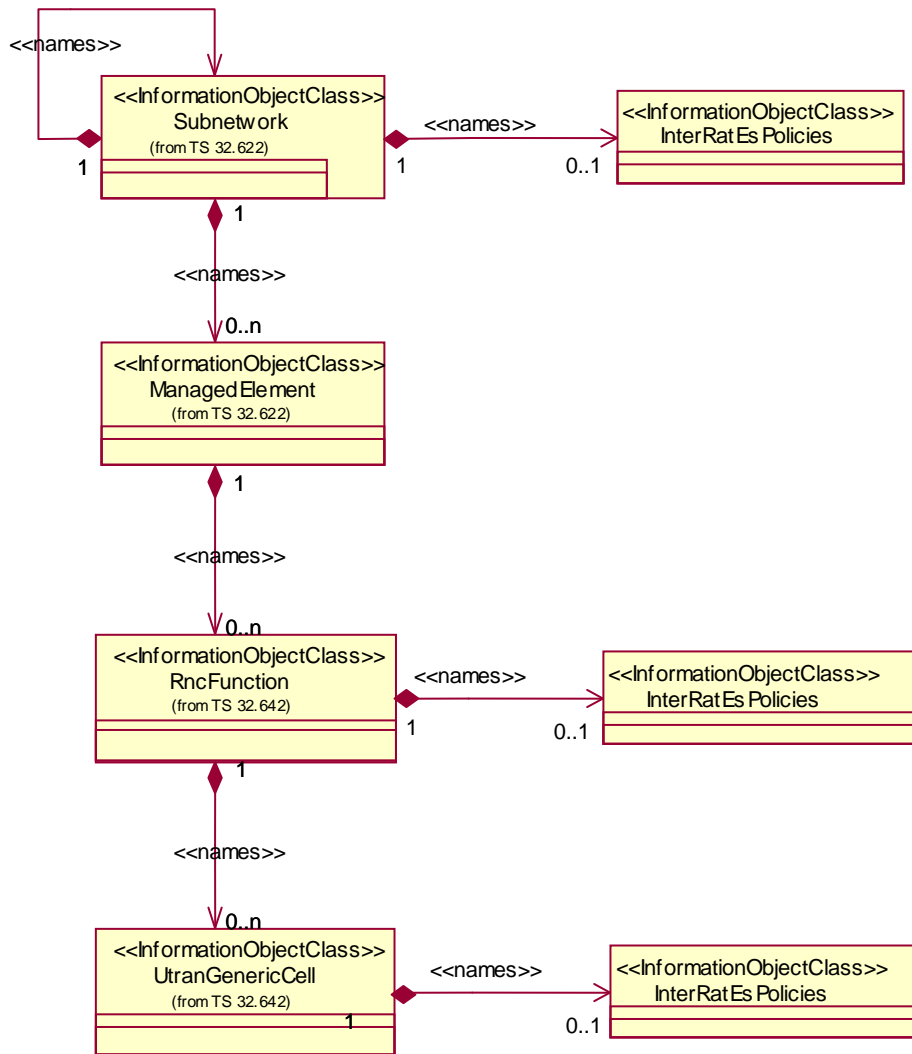 <<names>>
<<InformationObjectClass>>
Subnetwork
(from TS 32.622)
1
1
<<names>>
0..1
<<InformationObjectClass>>
InterRatEsPolicies
1
<<names>>
0..n
<<InformationObjectClass>>
ManagedElement
(from TS 32.622)
1
<<names>>
0..n
<<InformationObjectClass>>
RncFunction
(from TS 32.642)
1
<<names>>
0..1
<<InformationObjectClass>>
InterRatEsPolicies
1
<<names>>
0..n
<<InformationObjectClass>>
UtranGenericCell
(from TS 32.642)
1
<<names>>
0..1
<<InformationObjectClass>>
InterRatEsPolicies